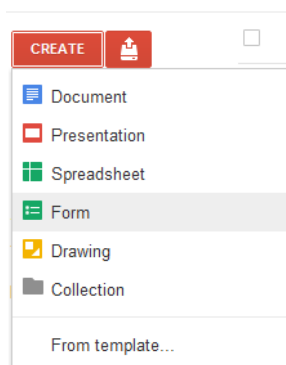 CREATE
Document
Presentation
Spreadsheet
Form
Drawing
Collection
From template...